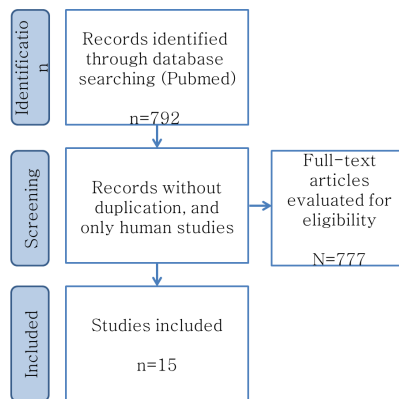 Identificatio
n
Records identified
through database
searching (Pubmed)
n=792
Screening
Records without
duplication, and
only human studies
Full-text
articles
evaluated for
eligibility
N=777
Included
Studies included
n=15